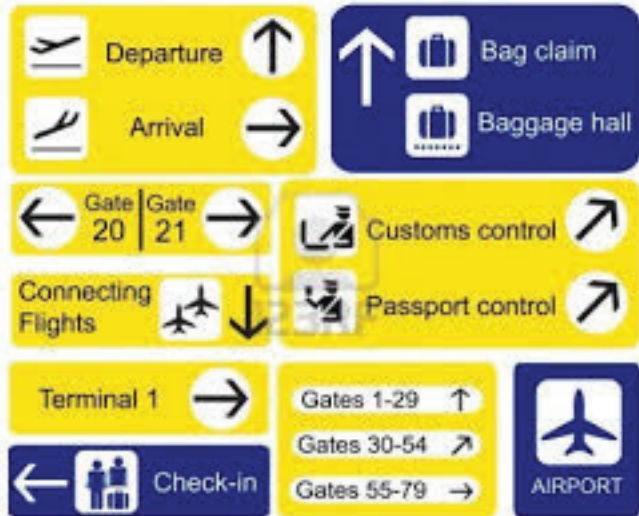 Departure
Arrival
Bag claim
Baggage hall
Gate 20
Gate 21
Customs control
Passport control
Connecting
Flights
Terminal 1
Gates 1-29
Gates 30-54
Gates 55-79
Check-in
AIRPORT
123RF